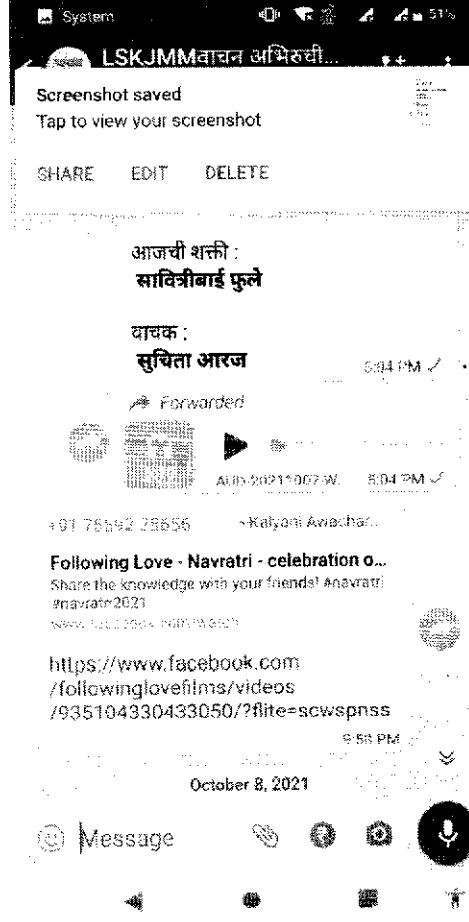 System
51%
LSKJMMवाचन अभिरुची...
Screenshot saved
Tap to view your screenshot
SHARE EDIT DELETE
आजची शक्ती :
सावित्रीबाई फुले
वाचक :
सुचिता आरज
5:04 PM
Forwarded
5:04 PM
~Kalyani Awachar..
Following Love - Navratri - celebration o...
Share the knowledge with your friends! #navratri
#navratri2021
https://www.facebook.com
/followinglovefilms/videos
/935104330433050/?flite=scwspnss
9:58 PM
October 8, 2021
Message